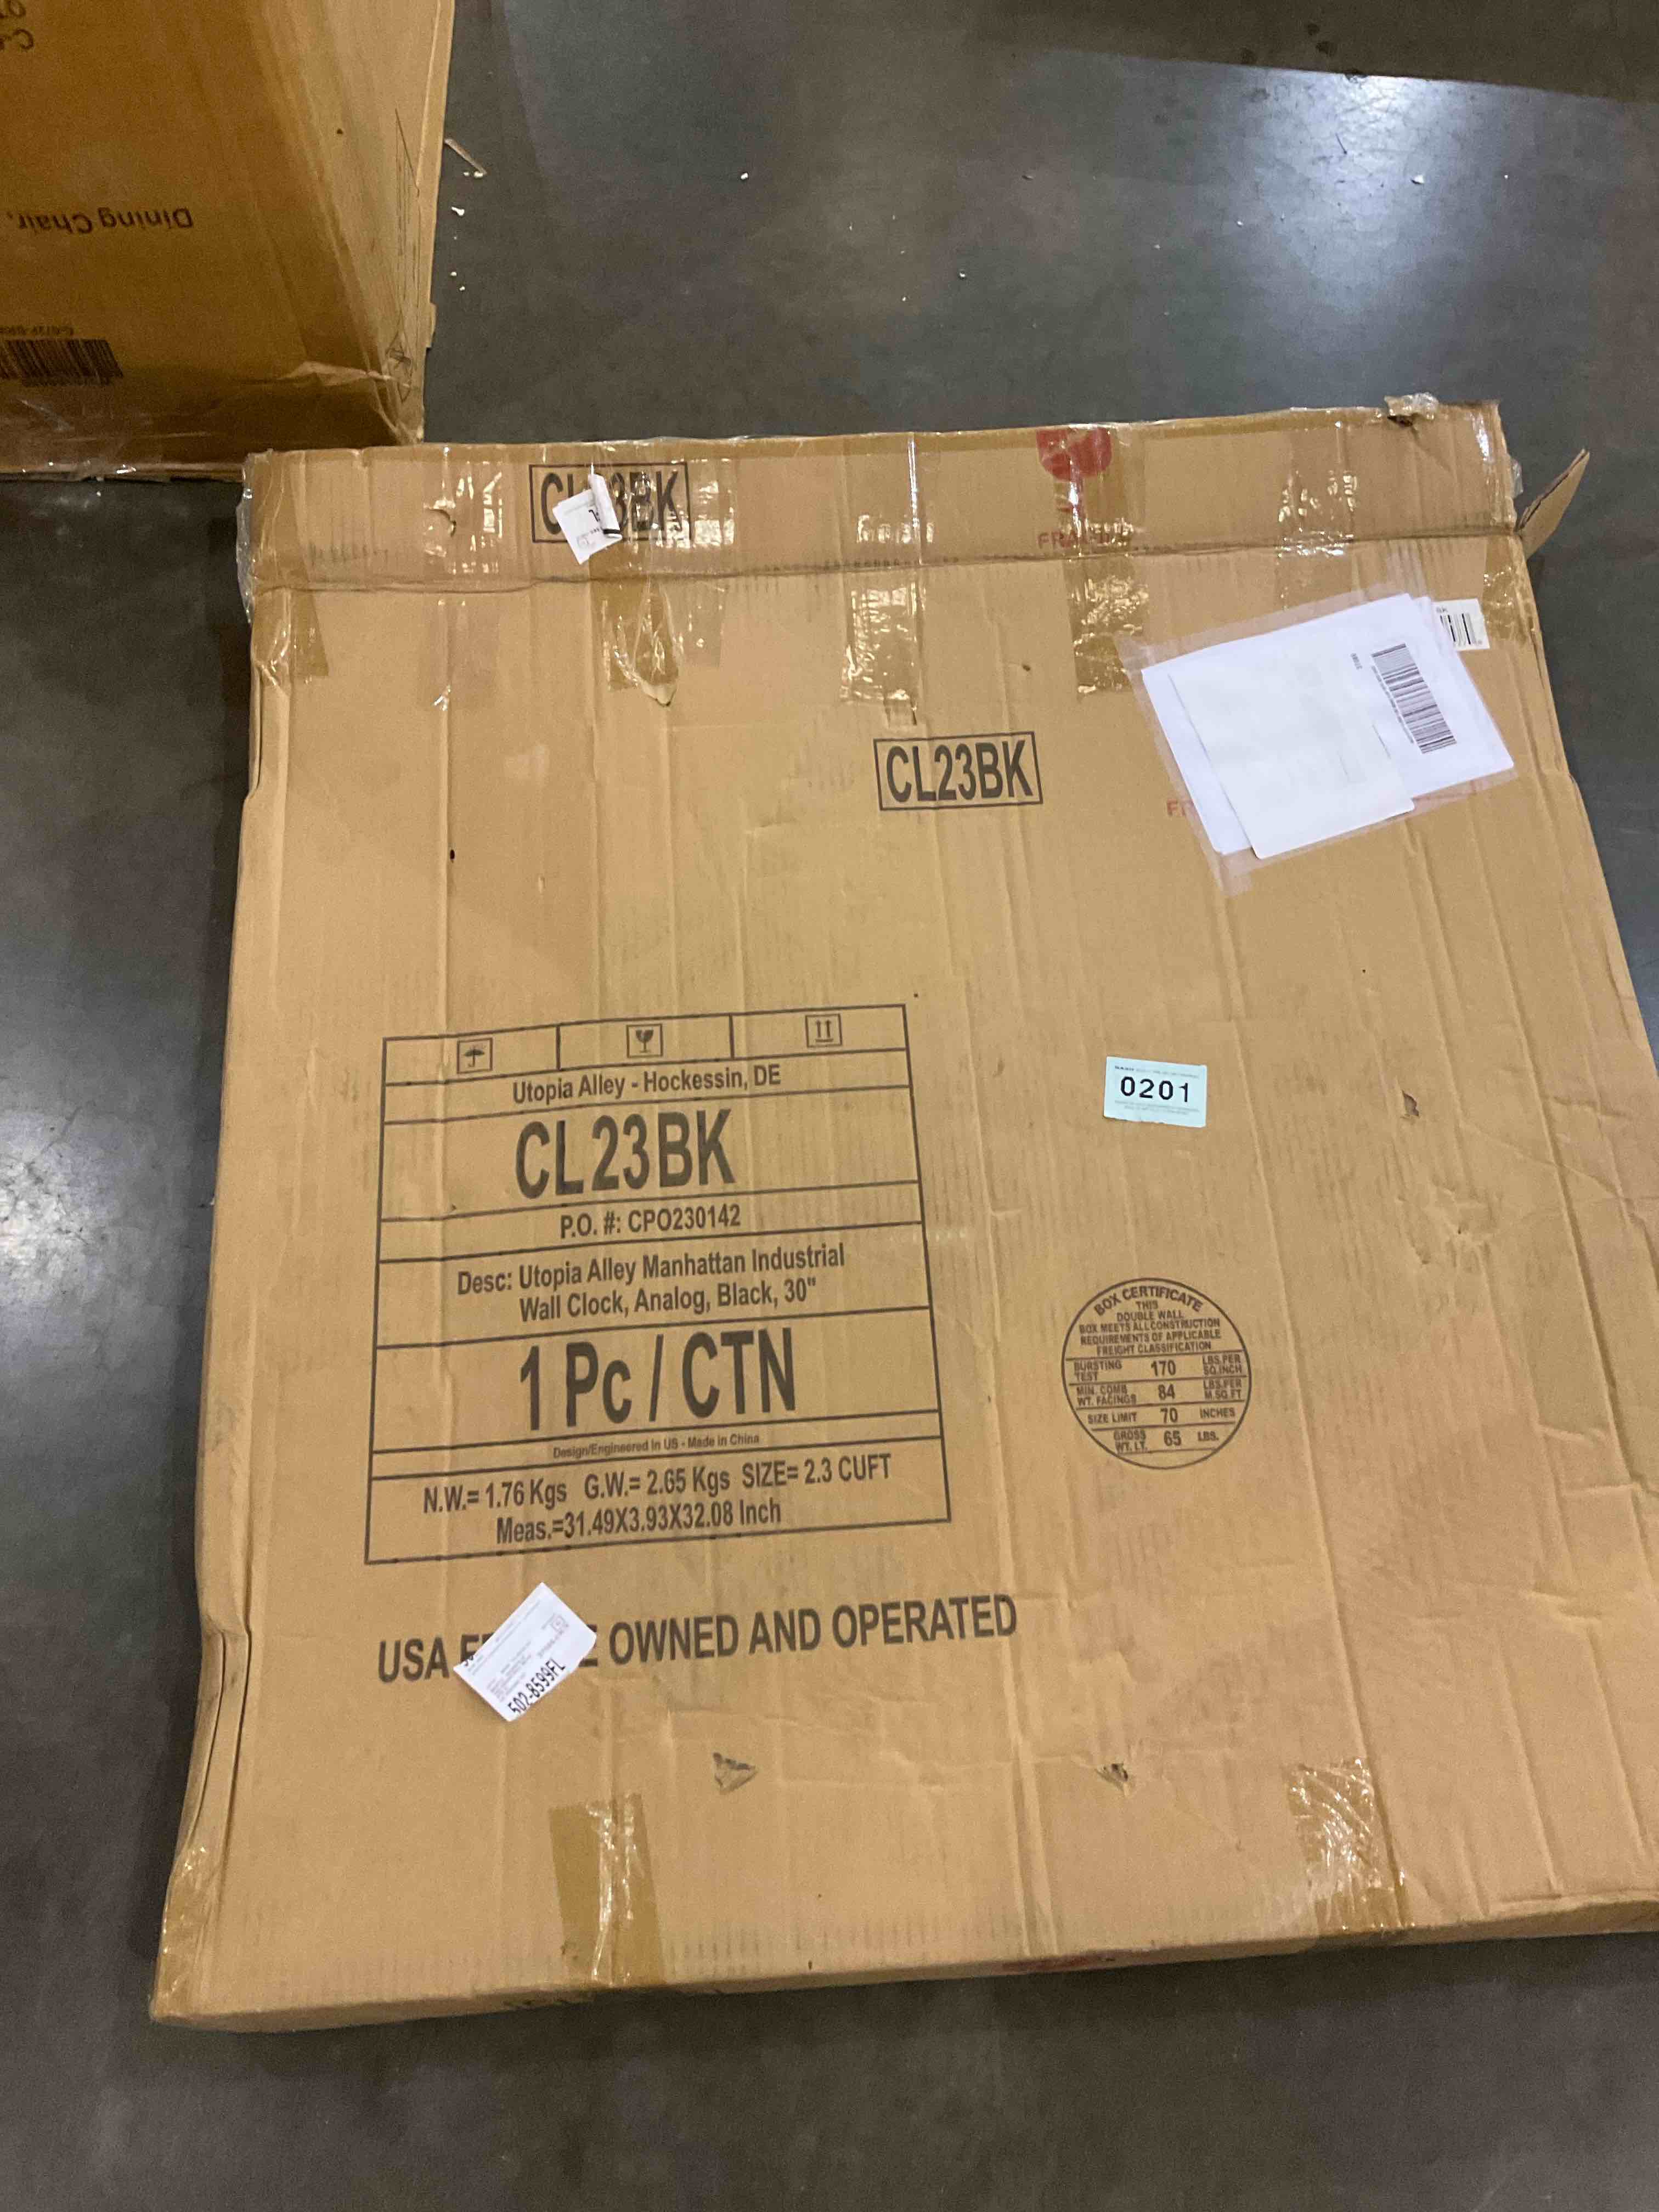 Dining Chair,
CL23BK
CL23BK
0201
Utopia Alley - Hockessin, DE
CL23BK
P.O. #: CPO230142
Desc: Utopia Alley Manhattan Industrial
Wall Clock, Analog, Black, 30"
1 Pc / CTN
Design/Engineered in US - Made in China
N.W.= 1.76 Kgs G.W.= 2.65 Kgs SIZE= 2.3 CUFT
Meas.=31.49X3.93X32.08 Inch
BOX CERTIFICATE
THIS
DOUBLE WALL
BOX MEETS ALL CONSTRUCTION
REQUIREMENTS OF APPLICABLE
FREIGHT CLASSIFICATION
BURSTING TEST 170 LBS.PER SQ.INCH
MIN. COMB WT. FACINGS 84 LBS.PER M.SQ.FT
SIZE LIMIT 70 INCHES
GROSS WT. LT. 65 LBS.
USA OWNED AND OPERATED
502-8599FL